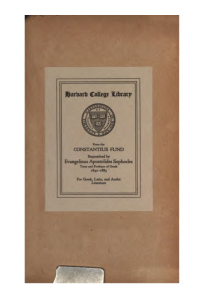 Harvard College Library
From the
CONSTANTIUS FUND
Bequeathed by
Evangelinus Apostolides Sophocles
Tutor and Professor of Greek
1842-1883
For Greek, Latin, and Arabic
Literature